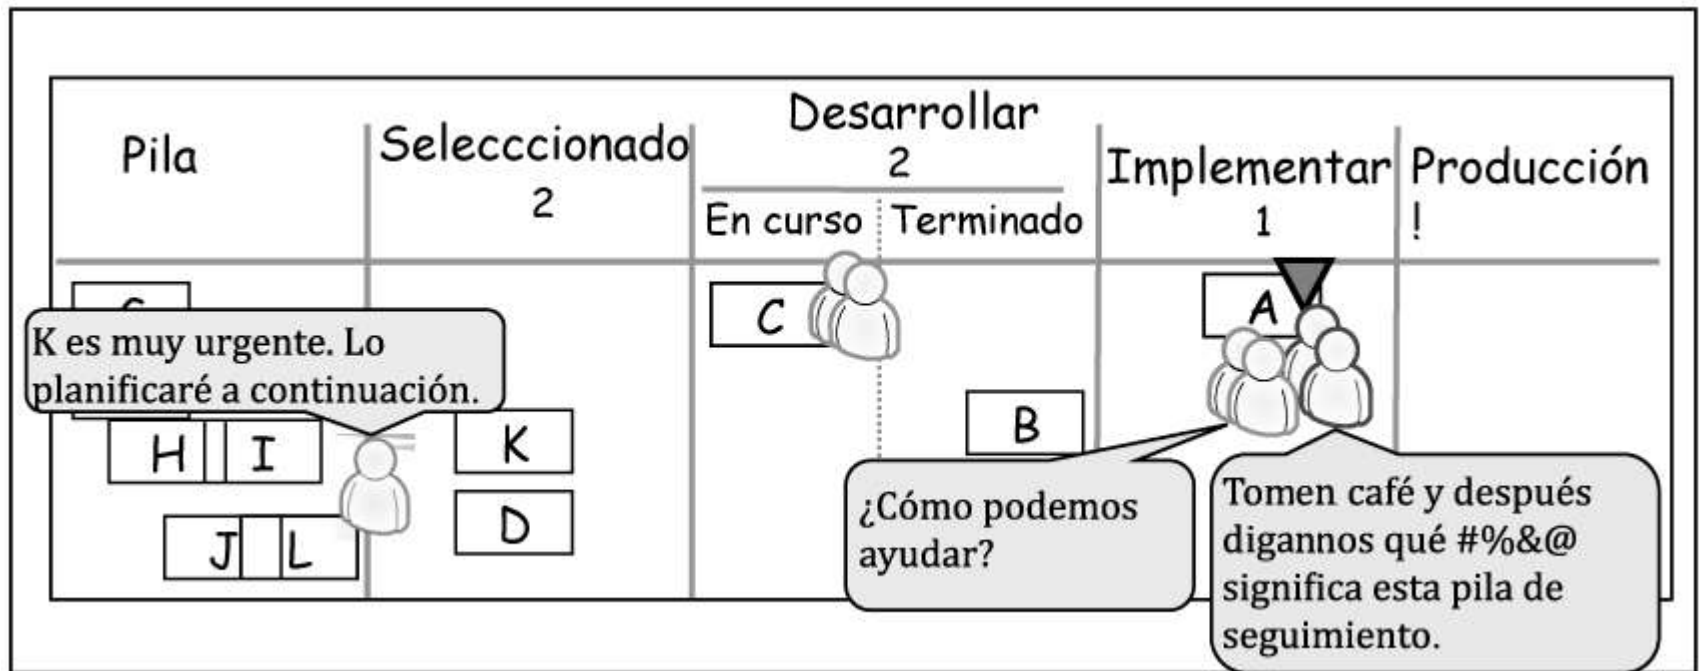 Pila
Selecccionado
2
Desarrollar
2
En curso
Terminado
Implementar
1
Producción
!
K es muy urgente. Lo
planificaré a continuación.
C
A
H
I
K
B
J
L
D
¿Cómo podemos
ayudar?
Tomen café y después
digannos qué #%&@
significa esta pila de
seguimiento.